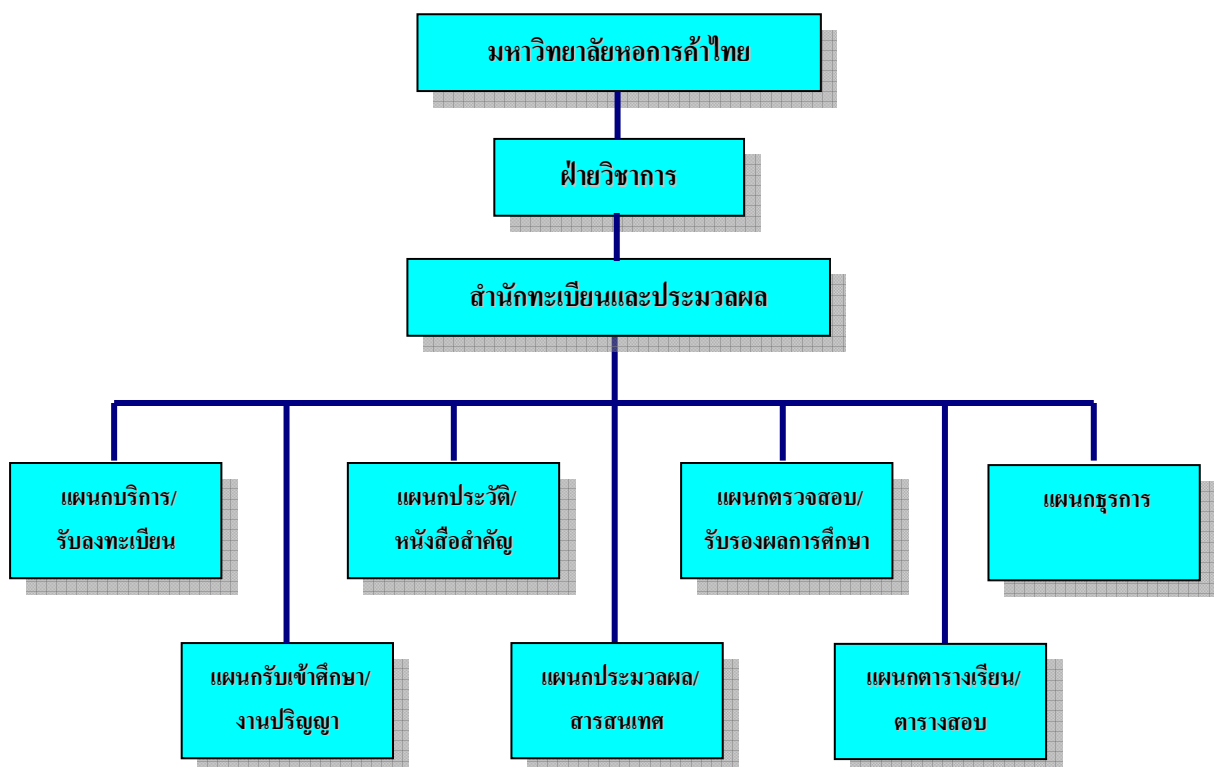 มหาวิทยาลัยหอการค้าไทย
ฝ่ายวิชาการ
สำนักทะเบียนและประมวลผล
แผนกบริการ/
รับลงทะเบียน
แผนกประวัติ/
หนังสือสำคัญ
แผนกตรวจสอบ/
รับรองผลการศึกษา
แผนกธุรการ
แผนกรับเข้าศึกษา/
งานปริญญา
แผนกประมวลผล/
สารสนเทศ
แผนกตารางเรียน/
ตารางสอบ